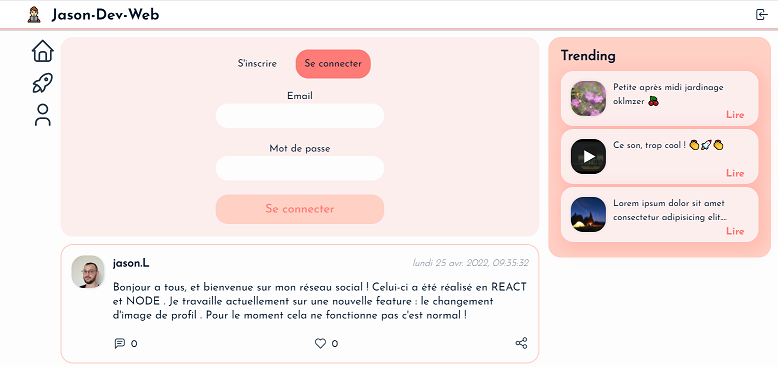 Jason-Dev-Web
S'inscrire
Se connecter
Email
Mot de passe
Se connecter
jason.L
lundi 25 avr. 2022, 09:35:32
Bonjour a tous, et bienvenue sur mon réseau social ! Celui-ci a été réalisé en REACT
et NODE . Je travaille actuellement sur une nouvelle feature : le changement
d'image de profil . Pour le moment cela ne fonctionne pas c'est normal !
0
0
Trending
Petite après midi jardinage
oklmzer 🍒
Lire
Ce son, trop cool ! 👏🚀👏
Lire
Lorem ipsum dolor sit amet
consectetur adipisicing elit....
Lire